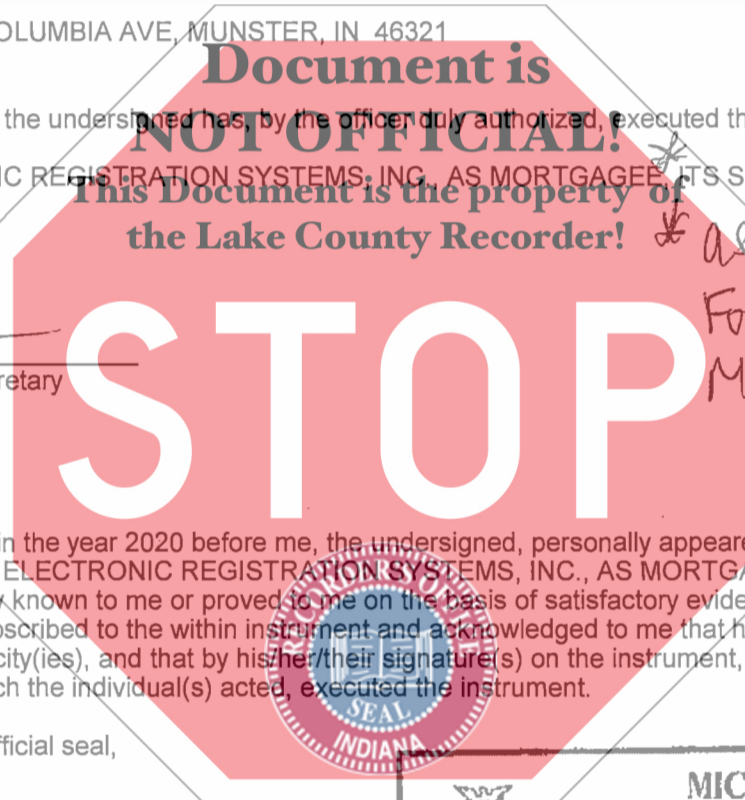 OLUMBIA AVE, MUNSTER, IN 46321
Document is
the undersigned has, by the officer duly authorized, executed th
NOT OFFICIAL!
IC REGISTRATION SYSTEMS, INC., AS MORTGAGEE, ITS S
This Document is the property of
the Lake County Recorder!
as
Fo
M
STOP
retary
in the year 2020 before me, the undersigned, personally appeare
ELECTRONIC REGISTRATION SYSTEMS, INC., AS MORTGA
y known to me or proved to me on the basis of satisfactory evide
bscribed to the within instrument and acknowledged to me that h
city(ies), and that by his/her/their signature(s) on the instrument,
ch the individual(s) acted, executed the instrument.
RECORDER'S OFFICE
SEAL
INDIANA
fficial seal,
MIC